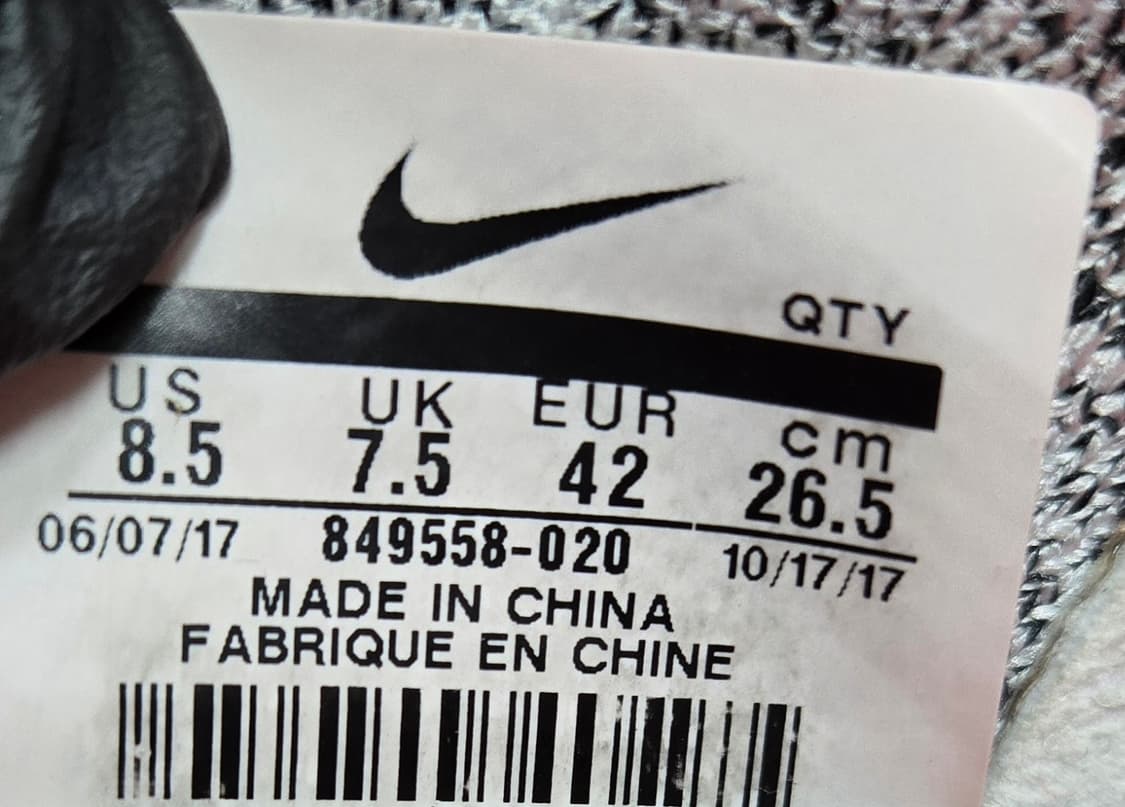 QTY
US UK EUR cm
8.5 7.5 42 26.5
06/07/17 849558-020 10/17/17
MADE IN CHINA
FABRIQUE EN CHINE